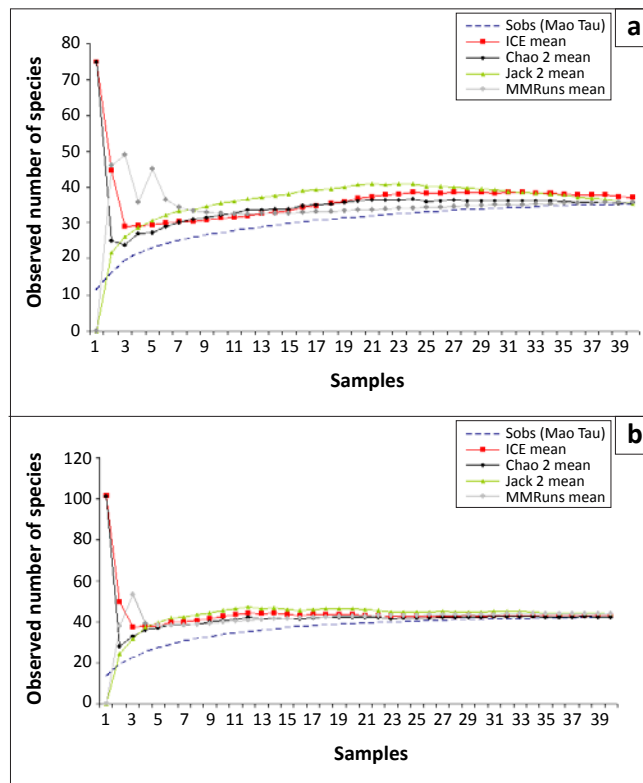 a
Sobs (Mao Tau)
ICE mean
Chao 2 mean
Jack 2 mean
MMRuns mean
Observed number of species
80
70
60
50
40
30
20
10
0
1 3 5 7 9 11 13 15 17 19 21 23 25 27 29 31 33 35 37 39
Samples
b
Sobs (Mao Tau)
ICE mean
Chao 2 mean
Jack 2 mean
MMRuns mean
Observed number of species
120
100
80
60
40
20
0
1 3 5 7 9 11 13 15 17 19 21 23 25 27 29 31 33 35 37 39
Samples